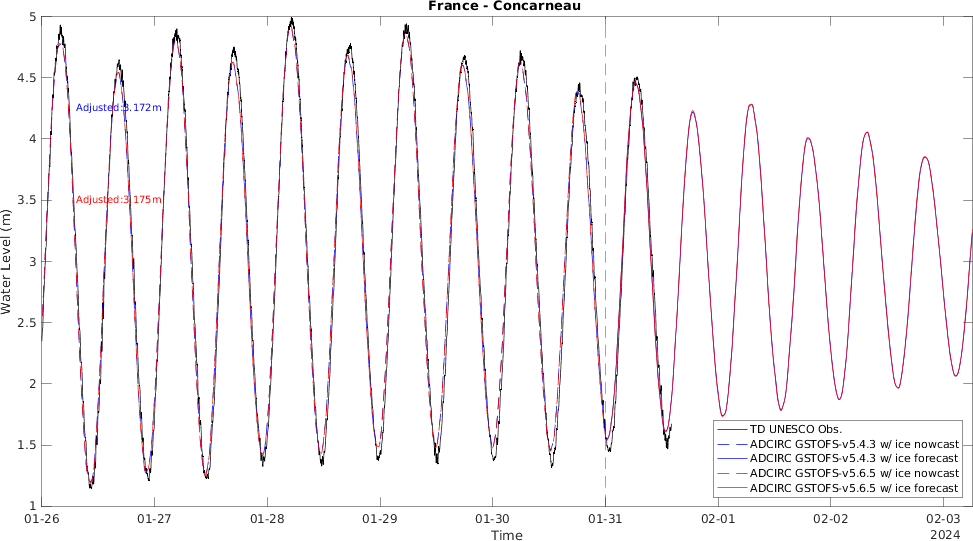 France - Concarneau
5
4.5
4
3.5
3
2.5
2
1.5
1
Water Level (m)
Adjusted:3.172m
Adjusted:3.175m
TD UNESCO Obs.
ADCIRC GSTOFS-v5.4.3 w/ ice nowcast
ADCIRC GSTOFS-v5.4.3 w/ ice forecast
ADCIRC GSTOFS-v5.6.5 w/ ice nowcast
ADCIRC GSTOFS-v5.6.5 w/ ice forecast
01-26 01-27 01-28 01-29 01-30 01-31 02-01 02-02 02-03
2024
Time